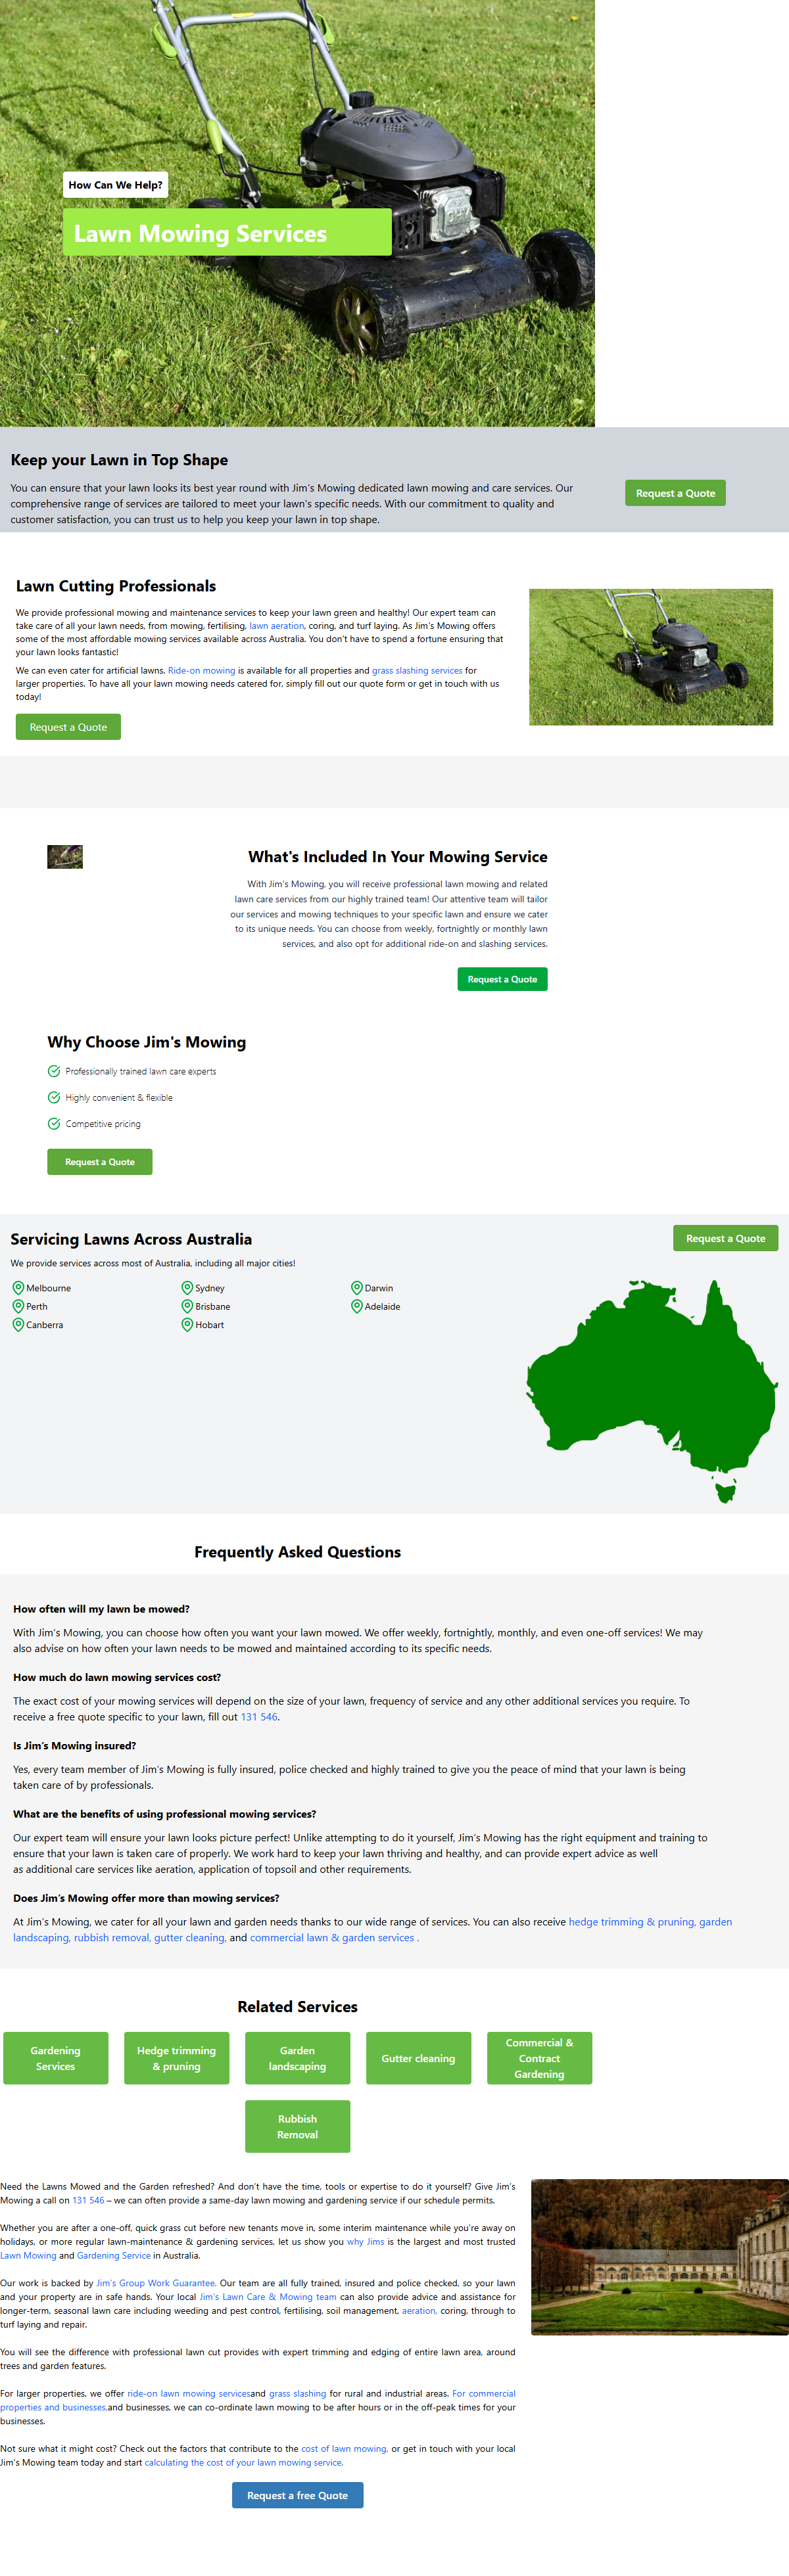 How Can We Help?
Lawn Mowing Services
Keep your Lawn in Top Shape
You can ensure that your lawn looks its best year round with Jim's Mowing dedicated lawn mowing and care services. Our
comprehensive range of services are tailored to meet your lawn's specific needs. With our commitment to quality and
customer satisfaction, you can trust us to help you keep your lawn in top shape.
Request a Quote
Lawn Cutting Professionals
We provide professional mowing and maintenance services to keep your lawn green and healthy! Our expert team can
take care of all your lawn needs, from mowing, fertilising, lawn aeration, coring, and turf laying. As Jim's Mowing offers
some of the most affordable mowing services available across Australia. You don't have to spend a fortune ensuring that
your lawn looks fantastic!
We can even cater for artificial lawns. Ride-on mowing is available for all properties and grass slashing services for
larger properties. To have all your lawn mowing needs catered for, simply fill out our quote form or get in touch with us
today!
Request a Quote
What's Included In Your Mowing Service
With Jim's Mowing, you will receive professional lawn mowing and related
lawn care services from our highly trained team! Our attentive team will tailor
our services and mowing techniques to your specific lawn and ensure we cater
to its unique needs. You can choose from weekly, fortnightly or monthly lawn
services, and also opt for additional ride-on and slashing services.
Request a Quote
Why Choose Jim's Mowing
Professionally trained lawn care experts
Highly convenient & flexible
Competitive pricing
Request a Quote
Servicing Lawns Across Australia
Request a Quote
We provide services across most of Australia, including all major cities!
Melbourne Sydney Darwin
Perth Brisbane Adelaide
Canberra Hobart
Frequently Asked Questions
How often will my lawn be mowed?
With Jim's Mowing, you can choose how often you want your lawn mowed. We offer weekly, fortnightly, monthly, and even one-off services! We may
also advise on how often your lawn needs to be mowed and maintained according to its specific needs.
How much do lawn mowing services cost?
The exact cost of your mowing services will depend on the size of your lawn, frequency of service and any other additional services you require. To
receive a free quote specific to your lawn, fill out 131 546.
Is Jim's Mowing insured?
Yes, every team member of Jim's Mowing is fully insured, police checked and highly trained to give you the peace of mind that your lawn is being
taken care of by professionals.
What are the benefits of using professional mowing services?
Our expert team will ensure your lawn looks picture perfect! Unlike attempting to do it yourself, Jim's Mowing has the right equipment and training to
ensure that your lawn is taken care of properly. We work hard to keep your lawn thriving and healthy, and can provide expert advice as well
as additional care services like aeration, application of topsoil and other requirements.
Does Jim's Mowing offer more than mowing services?
At Jim's Mowing, we cater for all your lawn and garden needs thanks to our wide range of services. You can also receive hedge trimming & pruning, garden
landscaping, rubbish removal, gutter cleaning, and commercial lawn & garden services .
Related Services
Gardening
Services
Hedge trimming
& pruning
Garden
landscaping
Gutter cleaning
Commercial &
Contract
Gardening
Rubbish
Removal
Need the Lawns Mowed and the Garden refreshed? And don't have the time, tools or expertise to do it yourself? Give Jim's
Mowing a call on 131 546 – we can often provide a same-day lawn mowing and gardening service if our schedule permits.
Whether you are after a one-off, quick grass cut before new tenants move in, some interim maintenance while you're away on
holidays, or more regular lawn-maintenance & gardening services, let us show you why Jims is the largest and most trusted
Lawn Mowing and Gardening Service in Australia.
Our work is backed by Jim's Group Work Guarantee. Our team are all fully trained, insured and police checked, so your lawn
and your property are in safe hands. Your local Jim's Lawn Care & Mowing team can also provide advice and assistance for
longer-term, seasonal lawn care including weeding and pest control, fertilising, soil management, aeration, coring, through to
turf laying and repair.
You will see the difference with professional lawn cut provides with expert trimming and edging of entire lawn area, around
trees and garden features.
For larger properties, we offer ride-on lawn mowing servicesand grass slashing for rural and industrial areas. For commercial
properties and businesses,and businesses, we can co-ordinate lawn mowing to be after hours or in the off-peak times for your
businesses.
Not sure what it might cost? Check out the factors that contribute to the cost of lawn mowing, or get in touch with your local
Jim's Mowing team today and start calculating the cost of your lawn mowing service.
Request a free Quote